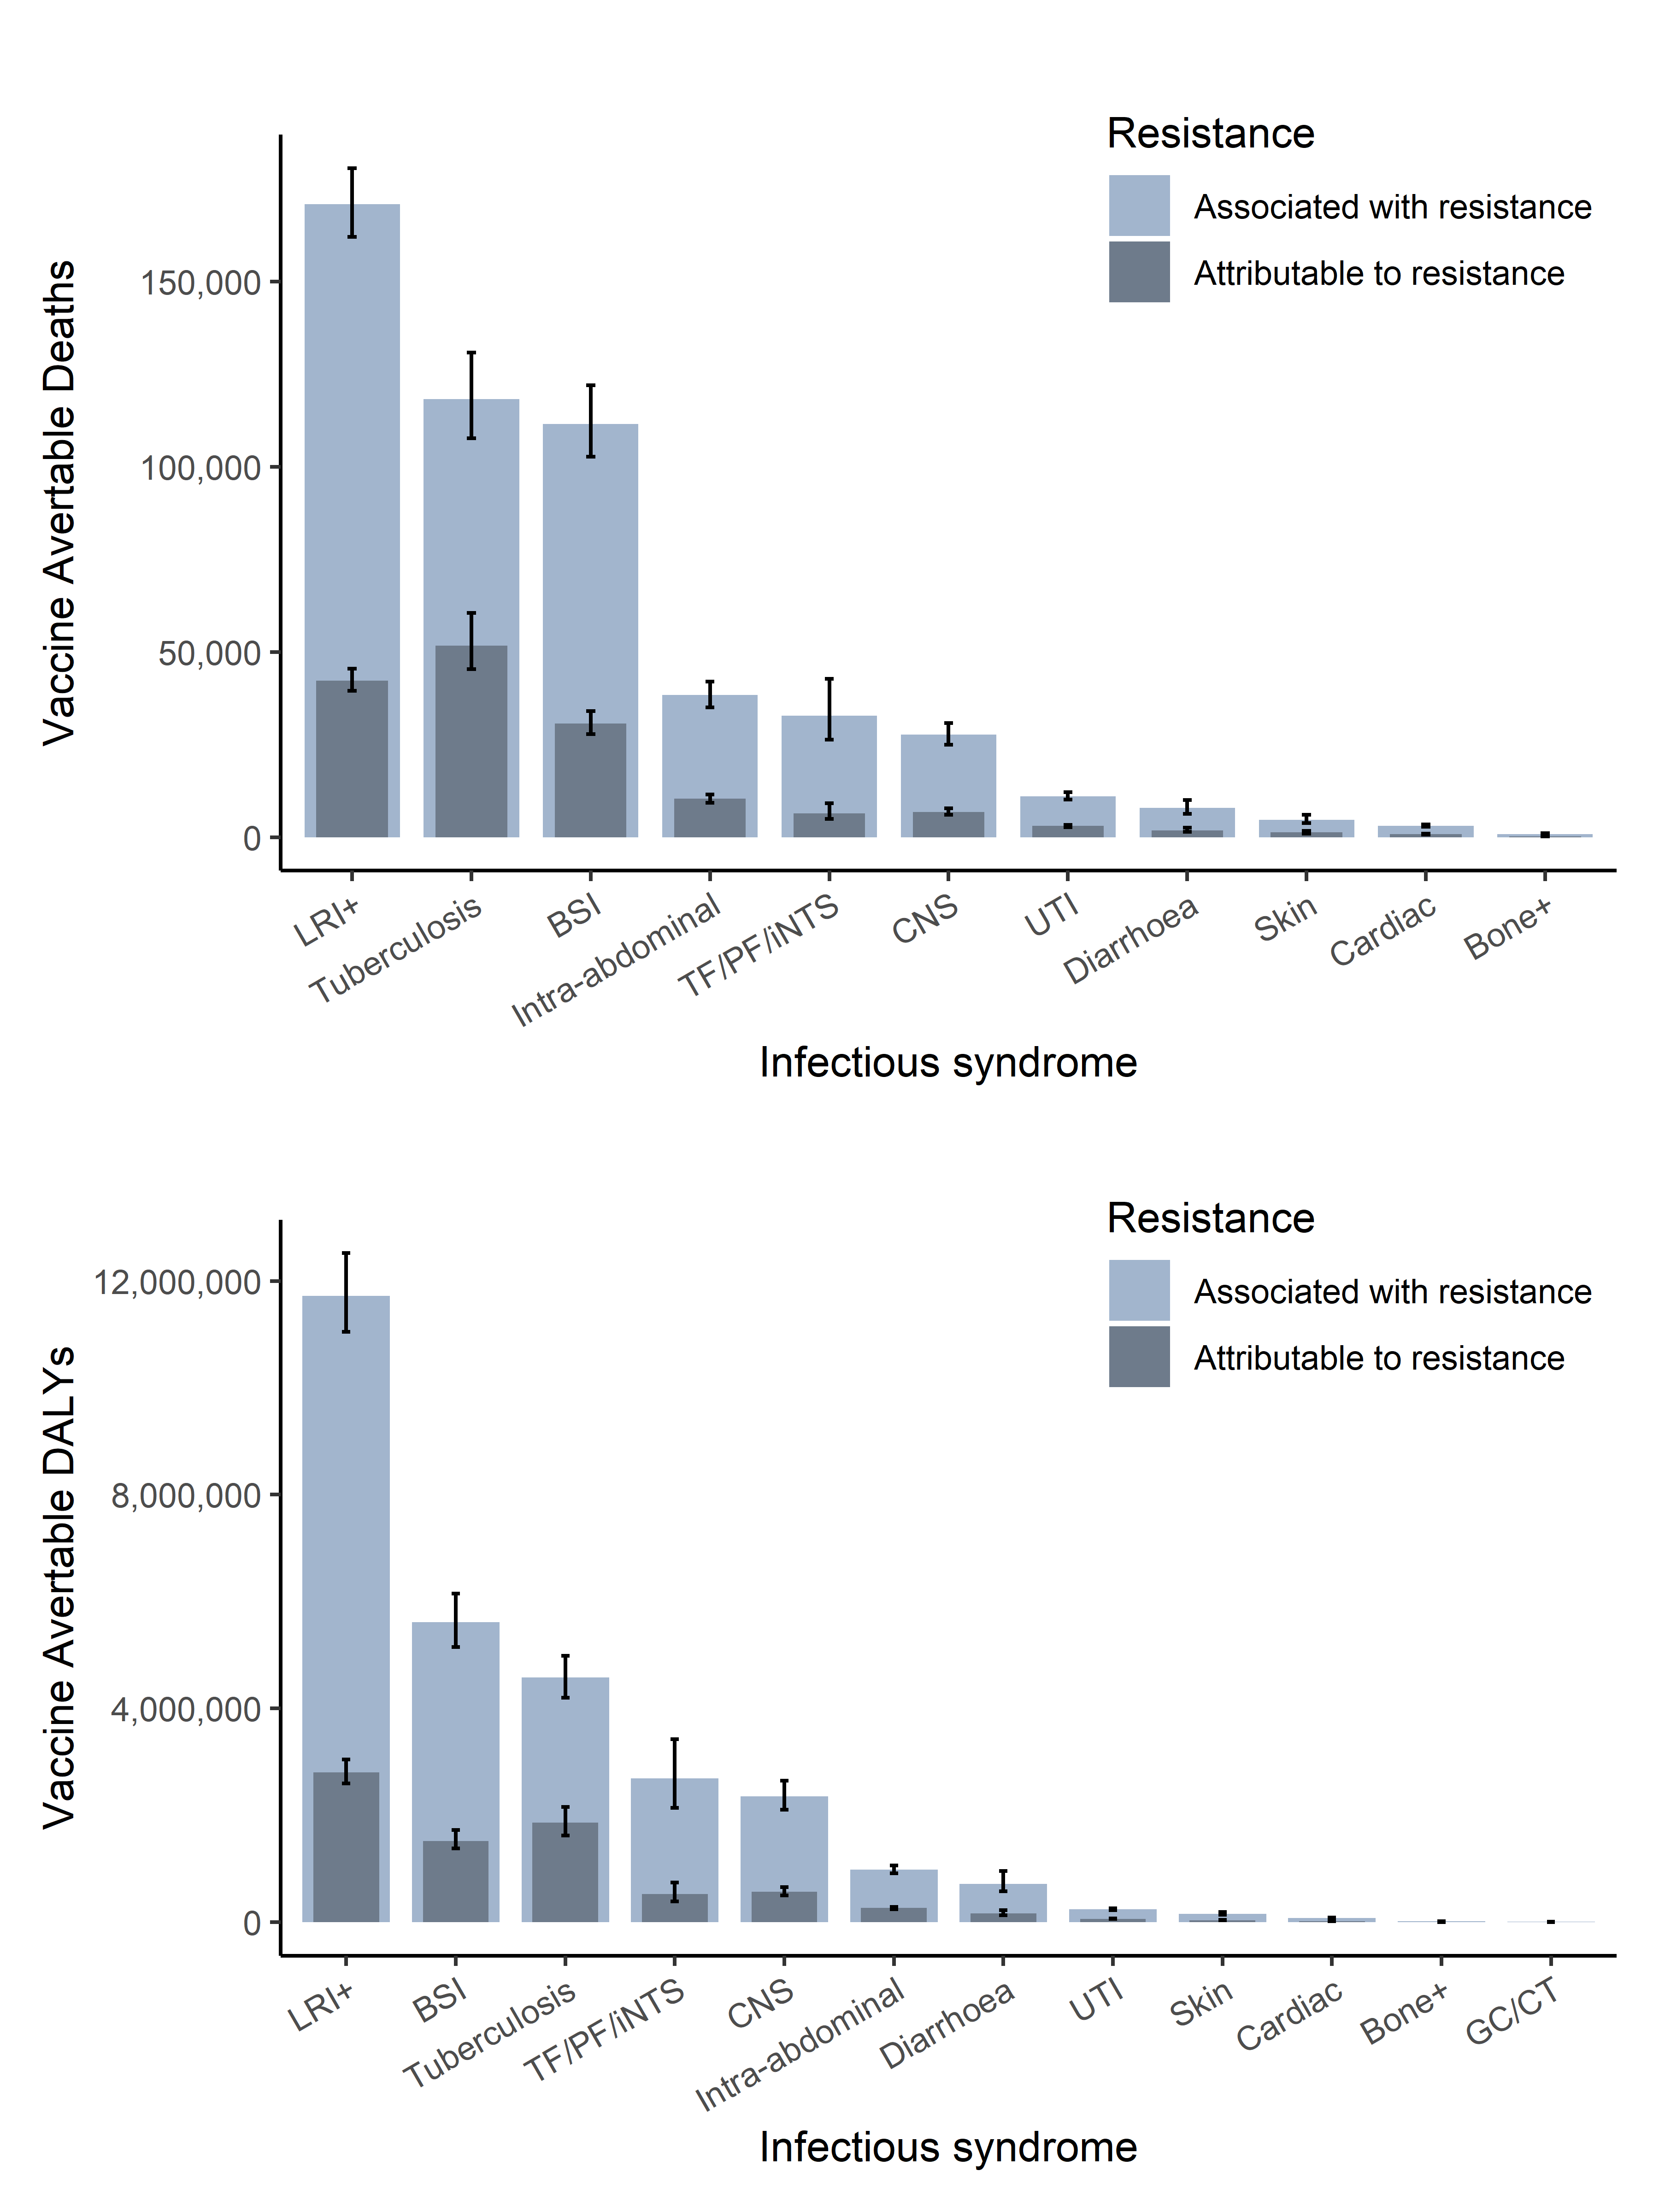 Resistance
Associated with resistance
Attributable to resistance
Vaccine Avertable Deaths
150,000
100,000
50,000
0
LRI+
Tuberculosis
BSI
Intra-abdominal
TF/PF/iNTS
CNS
UTI
Diarrhoea
Skin
Cardiac
Bone+
Infectious syndrome
Resistance
Associated with resistance
Attributable to resistance
Vaccine Avertable DALYs
12,000,000
8,000,000
4,000,000
0
LRI+
BSI
Tuberculosis
TF/PF/iNTS
CNS
Intra-abdominal
Diarrhoea
UTI
Skin
Cardiac
Bone+
GC/CT
Infectious syndrome